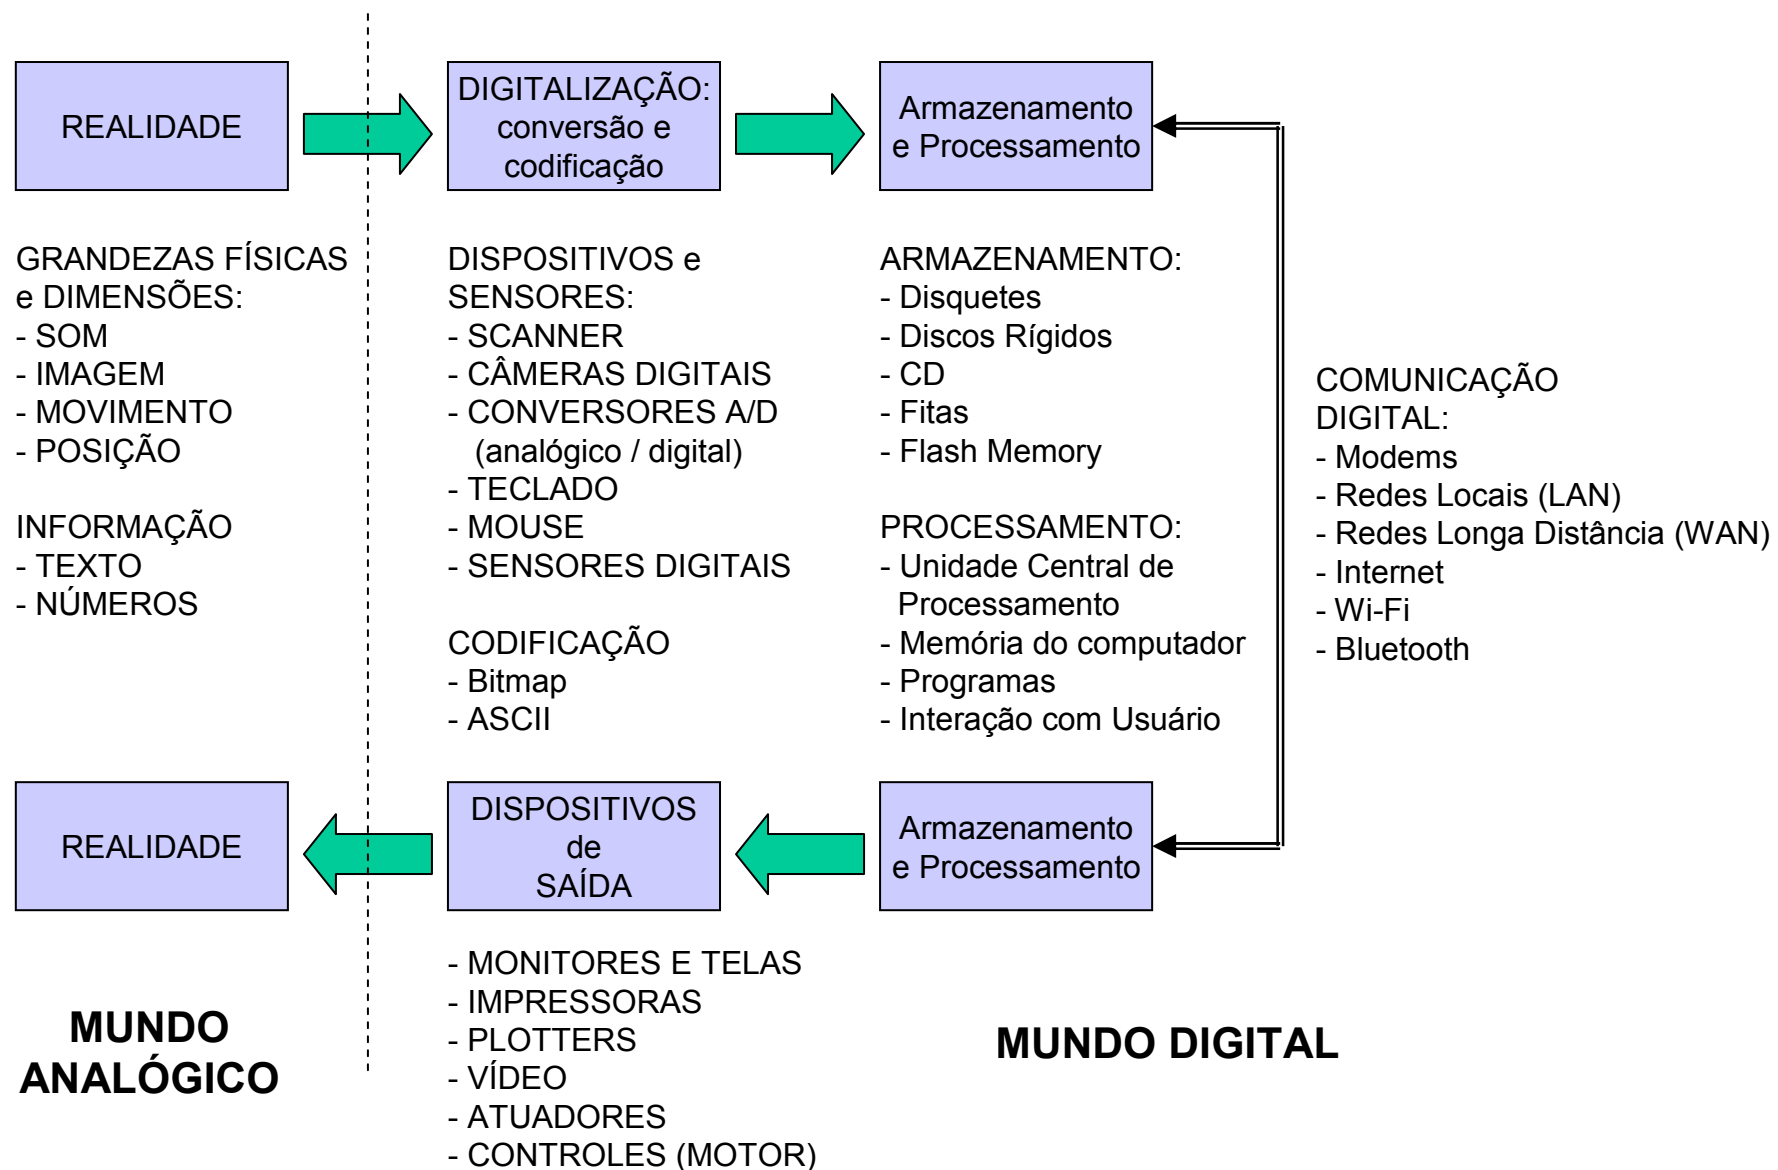 REALIDADE
DIGITALIZAÇÃO:
conversão e
codificação
Armazenamento
e Processamento
GRANDEZAS FÍSICAS
e DIMENSÕES:
- SOM
- IMAGEM
- MOVIMENTO
- POSIÇÃO
INFORMAÇÃO
- TEXTO
- NÚMEROS
DISPOSITIVOS e
SENSORES:
- SCANNER
- CÂMERAS DIGITAIS
- CONVERSORES A/D
(analógico / digital)
- TECLADO
- MOUSE
- SENSORES DIGITAIS
CODIFICAÇÃO
- Bitmap
- ASCII
ARMAZENAMENTO:
- Disquetes
- Discos Rígidos
- CD
- Fitas
- Flash Memory
PROCESSAMENTO:
- Unidade Central de
Processamento
- Memória do computador
- Programas
- Interação com Usuário
COMUNICAÇÃO
DIGITAL:
- Modems
- Redes Locais (LAN)
- Redes Longa Distância (WAN)
- Internet
- Wi-Fi
- Bluetooth
REALIDADE
DISPOSITIVOS
de
SAÍDA
Armazenamento
e Processamento
- MONITORES E TELAS
- IMPRESSORAS
- PLOTTERS
- VÍDEO
- ATUADORES
- CONTROLES (MOTOR)
MUNDO
ANALÓGICO
MUNDO DIGITAL